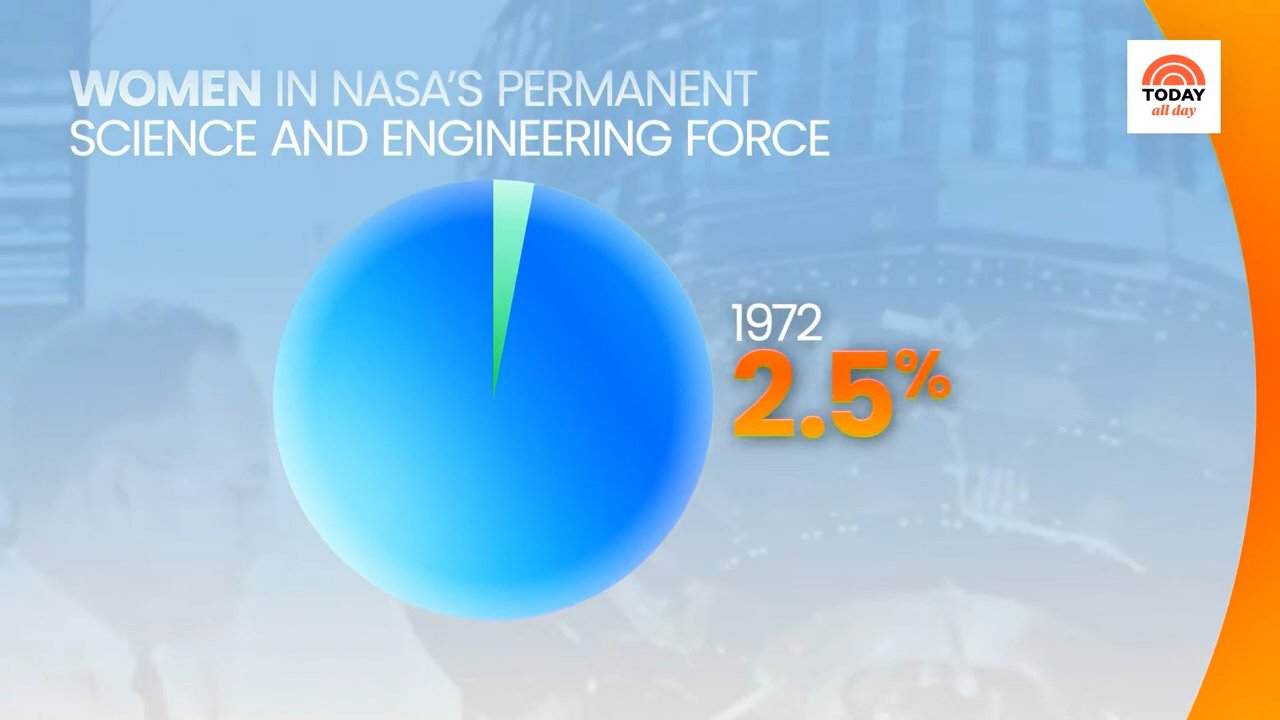 WOMEN IN NASA'S PERMANENT
SCIENCE AND ENGINEERING FORCE
TODAY
all day
1972
2.5%